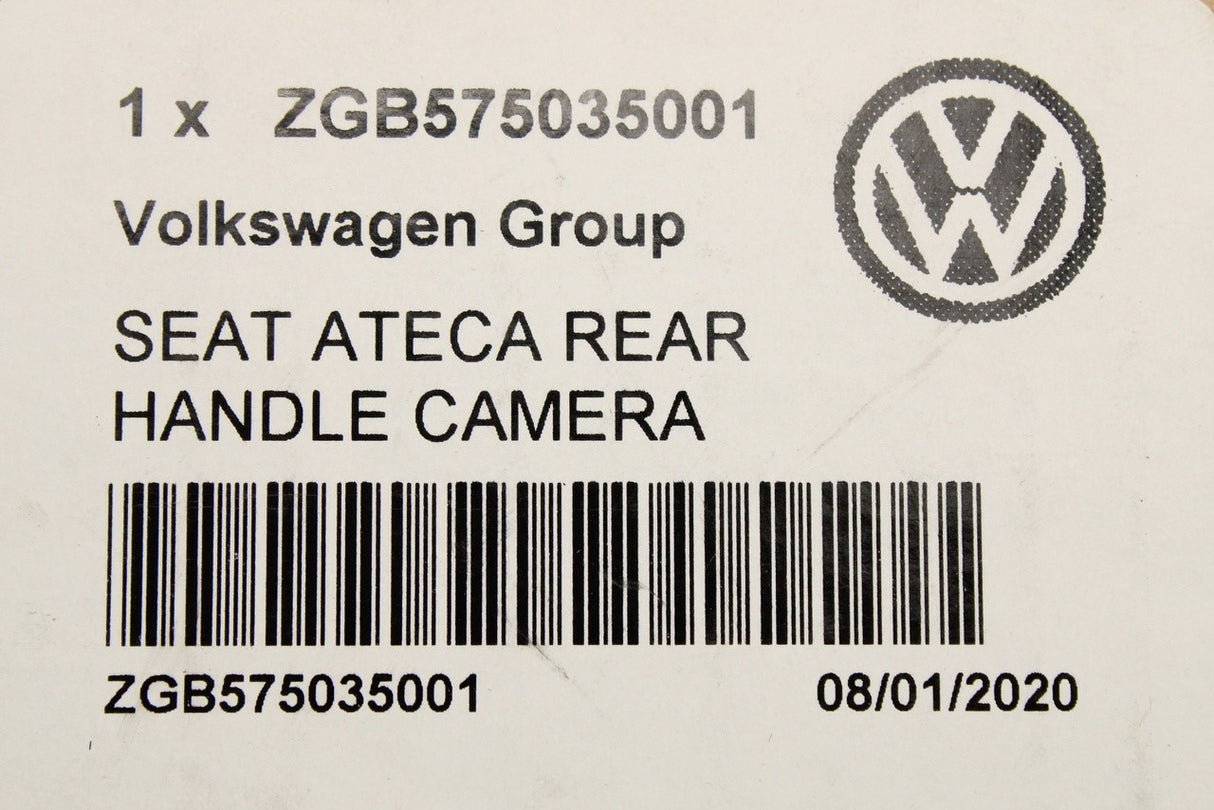 1 x ZGB575035001
Volkswagen Group
SEAT ATECA REAR
HANDLE CAMERA
ZGB575035001 08/01/2020